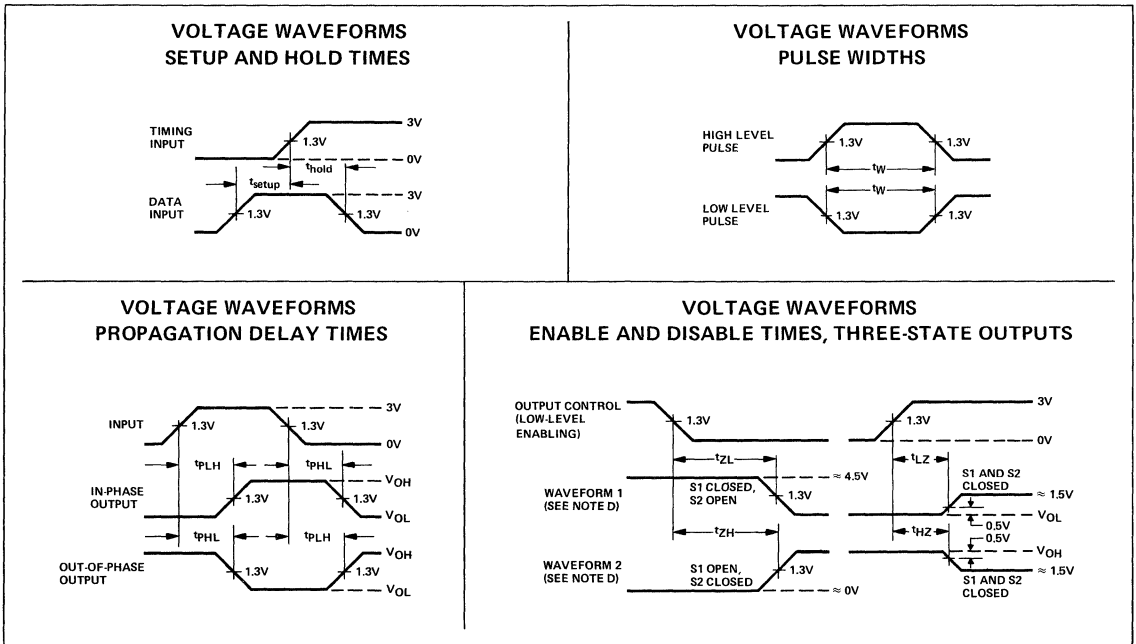 VOLTAGE WAVEFORMS
SETUP AND HOLD TIMES
TIMING
INPUT
3V
1.3V
0V
thold
tsetup
DATA
INPUT
3V
1.3V
1.3V
0V
VOLTAGE WAVEFORMS
PULSE WIDTHS
HIGH LEVEL
PULSE
1.3V
1.3V
tW
tW
LOW LEVEL
PULSE
1.3V
1.3V
VOLTAGE WAVEFORMS
PROPAGATION DELAY TIMES
INPUT
3V
1.3V
1.3V
0V
tPLH
tPHL
IN-PHASE
OUTPUT
VOH
1.3V
1.3V
VOL
tPHL
tPLH
OUT-OF-PHASE
OUTPUT
VOH
1.3V
1.3V
VOL
VOLTAGE WAVEFORMS
ENABLE AND DISABLE TIMES, THREE-STATE OUTPUTS
OUTPUT CONTROL
(LOW-LEVEL
ENABLING)
1.3V
1.3V
3V
0V
tZL
tLZ
WAVEFORM 1
(SEE NOTE D)
S1 CLOSED,
S2 OPEN
≈ 4.5V
1.3V
S1 AND S2
CLOSED
≈ 1.5V
VOL
0.5V
tZH
tHZ
0.5V
WAVEFORM 2
(SEE NOTE D)
S1 OPEN,
S2 CLOSED
1.3V
≈ 0V
VOH
≈ 1.5V
S1 AND S2
CLOSED